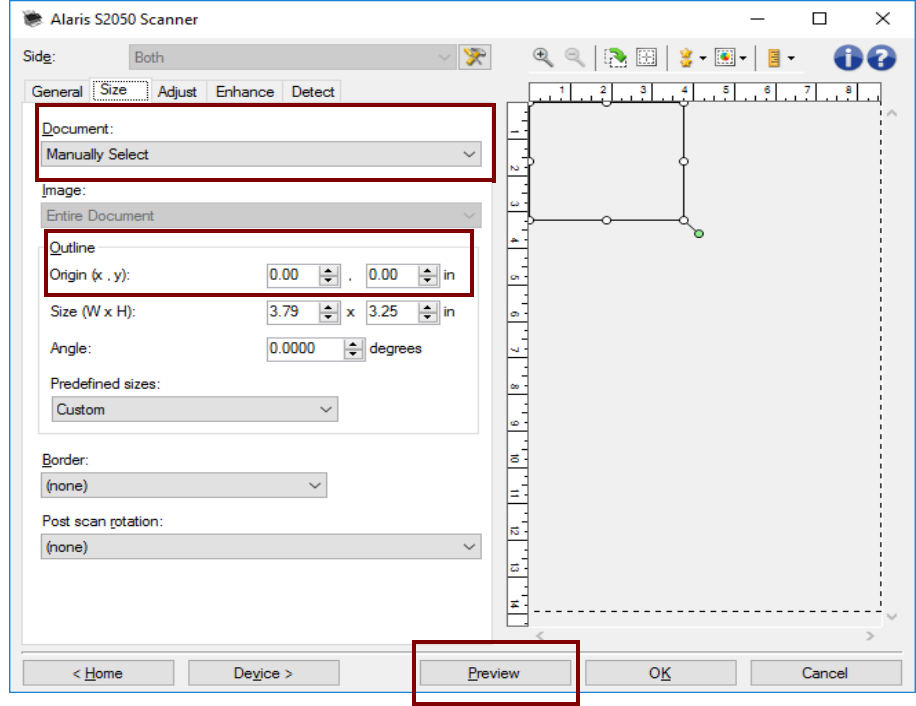 Alaris S2050 Scanner
Side:
Both
General Size Adjust Enhance Detect
Document:
Manually Select
Image:
Entire Document
Outline
Origin (x , y): 0.00 , 0.00 in
Size (W x H): 3.79 x 3.25 in
Angle: 0.0000 degrees
Predefined sizes:
Custom
Border:
(none)
Post scan rotation:
(none)
1 2 3 4 5 6 7 8
1
2
3
4
5
6
7
8
9
10
11
12
13
14
< Home Device > Preview OK Cancel